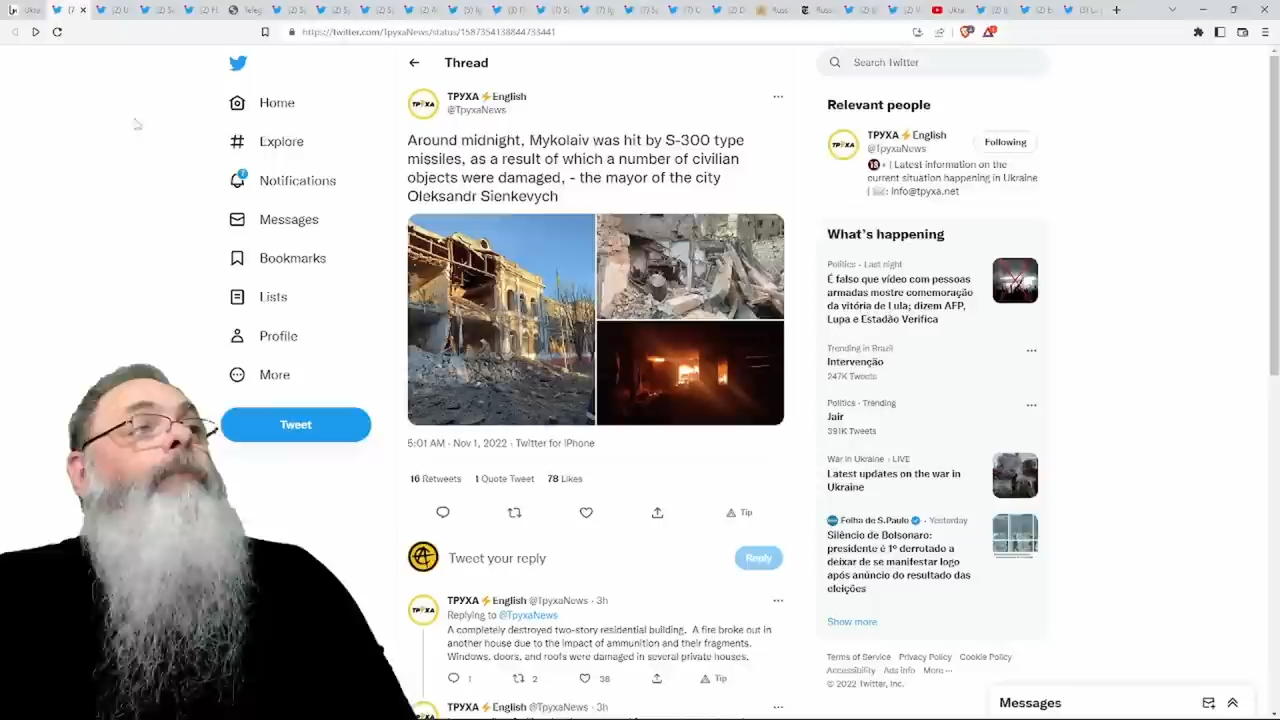 https://twitter.com/TpyxaNews/status/1587354138844733441
Home
Explore
Notifications
Messages
Bookmarks
Lists
Profile
More
Tweet
Thread
ТРУХА⚡English
@TpyxaNews
Around midnight, Mykolaiv was hit by S-300 type
missiles, as a result of which a number of civilian
objects were damaged, - the mayor of the city
Oleksandr Sienkevych
5:01 AM · Nov 1, 2022 · Twitter for iPhone
16 Retweets 1 Quote Tweet 78 Likes
Tip
Tweet your reply
Reply
ТРУХА⚡English @TpyxaNews · 3h
Replying to @TpyxaNews
A completely destroyed two-story residential building. A fire broke out in
another house due to the impact of ammunition and their fragments.
Windows, doors, and roofs were damaged in several private houses.
1 2 38 Tip
ТРУХА⚡English @TpyxaNews · 3h
Search Twitter
Relevant people
ТРУХА⚡English
@TpyxaNews
Following
🔞+ | Latest information on the
current situation happening in Ukraine
| ✉️: info@tpyxa.net
What's happening
Politics · Last night
É falso que vídeo com pessoas
armadas mostre comemoração
da vitória de Lula; dizem AFP,
Lupa e Estadão Verifica
Trending in Brazil
Intervenção
247K Tweets
Politics · Trending
Jair
391K Tweets
War in Ukraine · LIVE
Latest updates on the war in
Ukraine
Folha de S.Paulo · Yesterday
Silêncio de Bolsonaro:
presidente é 1º derrotado a
deixar de se manifestar logo
após anúncio do resultado das
eleições
Show more
Terms of Service Privacy Policy Cookie Policy
Accessibility Ads info More ···
© 2022 Twitter, Inc.
Messages